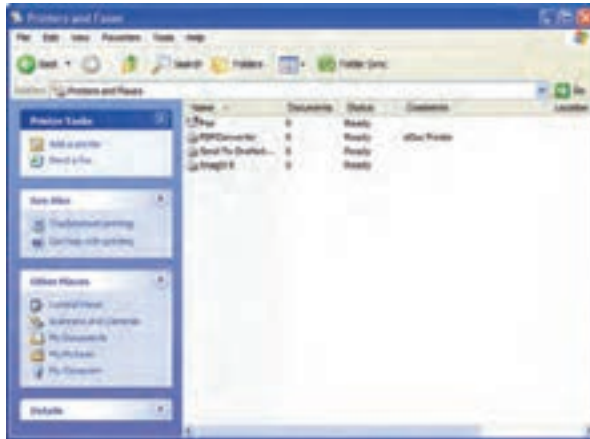 Printers and Faxes
File Edit View Favorites Tools Help
Back Search Folders Folder Sync
Address Printers and Faxes Go
Name Documents Status Comments Location
Fax 0 Ready
PDFConverter 0 Ready
Send To OneNote... 0 Ready
SnagIt 8 0 Ready
Printer Tasks
Add a printer
Send a fax
See Also
Troubleshoot printing
Get help with printing
Other Places
Control Panel
Scanners and Cameras
My Documents
My Pictures
My Computer
Details